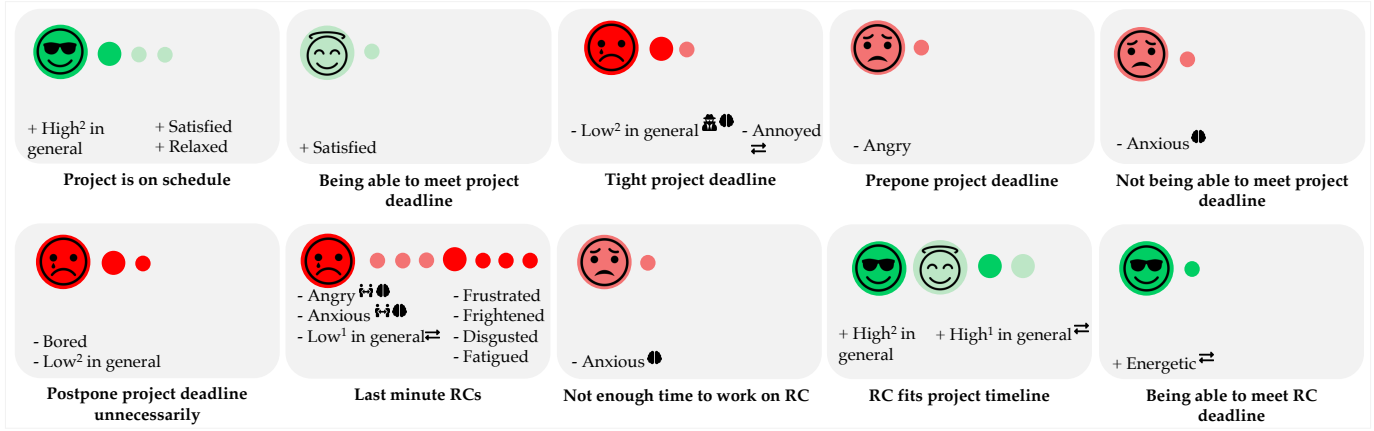 + High² in
general
+ Satisfied
+ Relaxed
Project is on schedule
+ Satisfied
Being able to meet project
deadline
- Low² in general
- Annoyed
Tight project deadline
- Angry
Prepone project deadline
- Anxious
Not being able to meet project
deadline
- Bored
- Low² in general
Postpone project deadline
unnecessarily
- Angry
- Anxious
- Low¹ in general
- Frustrated
- Frightened
- Disgusted
- Fatigued
Last minute RCs
- Anxious
Not enough time to work on RC
+ High² in
general
+ High¹ in general
RC fits project timeline
+ Energetic
Being able to meet RC
deadline